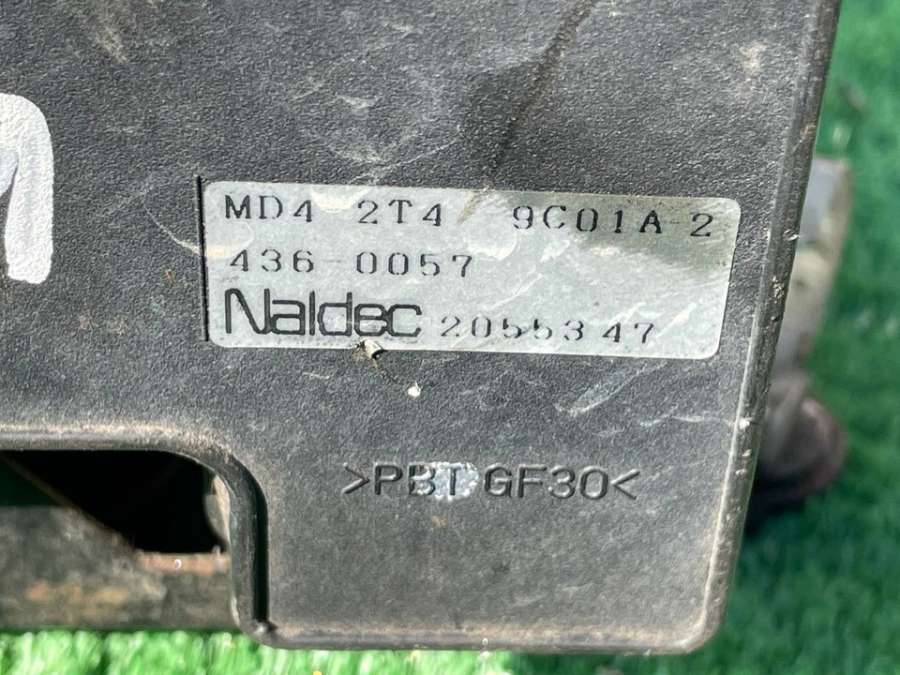 MD4 2T4 9C01A-2
436-0057
Naldec 2055347
>PBT GF30<